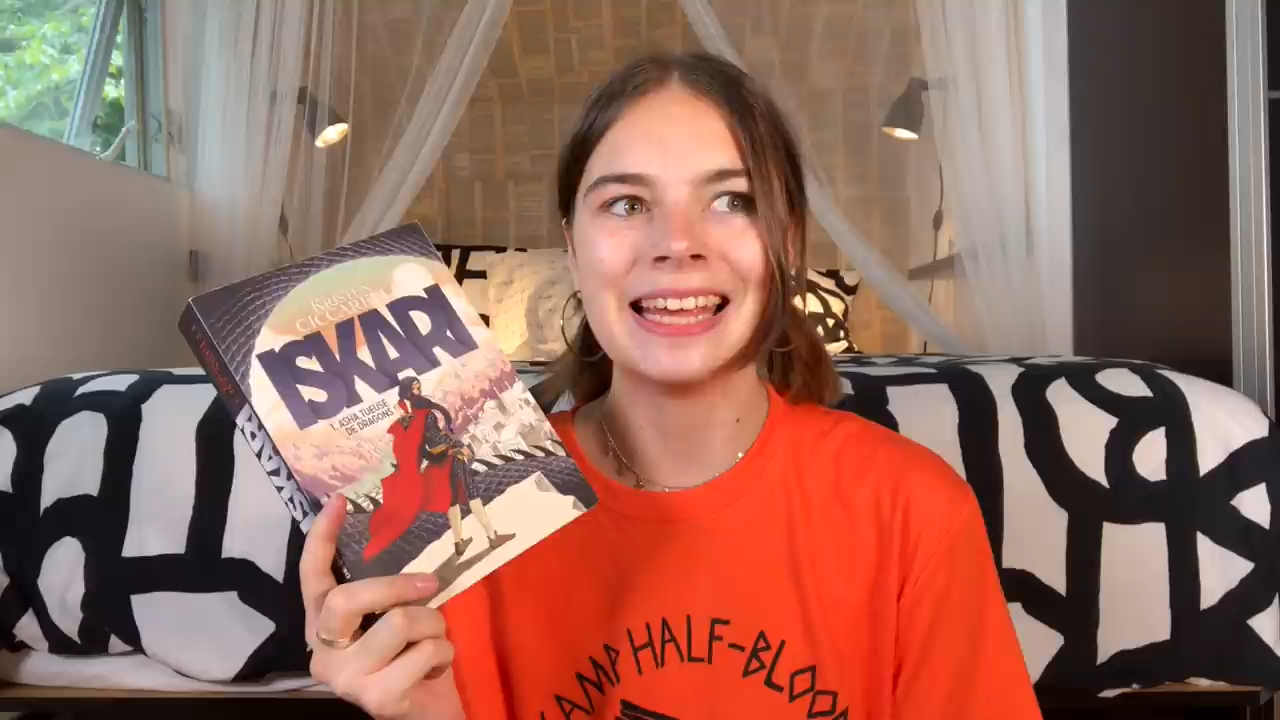 KRISTEN
CICCARELLI
ISKARI
1. ASHA, TUEUSE
DE DRAGONS
ISKARI
CAMP HALF-BLOOD